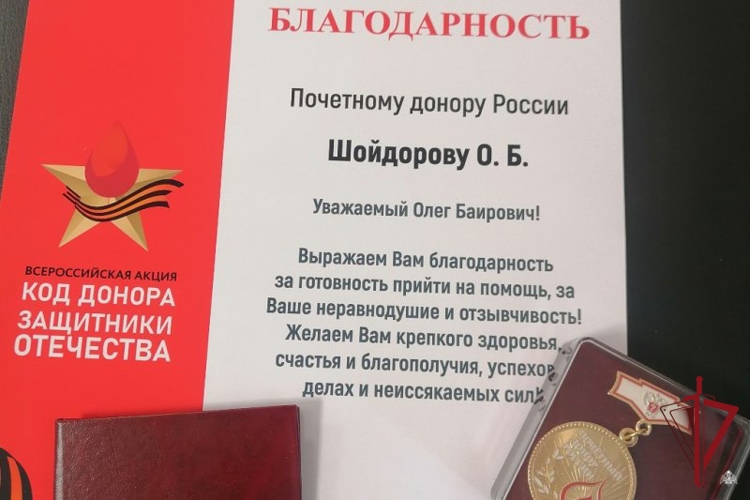 БЛАГОДАРНОСТЬ
Почетному донору России
Шойдорову О. Б.
Уважаемый Олег Баирович!
Выражаем Вам благодарность
за готовность прийти на помощь, за
Ваше неравнодушие и отзывчивость!
Желаем Вам крепкого здоровья,
счастья и благополучия, успехов
делах и неиссякаемых сил
ВСЕРОССИЙСКАЯ АКЦИЯ
КОД ДОНОРА
ЗАЩИТНИКИ
ОТЕЧЕСТВА